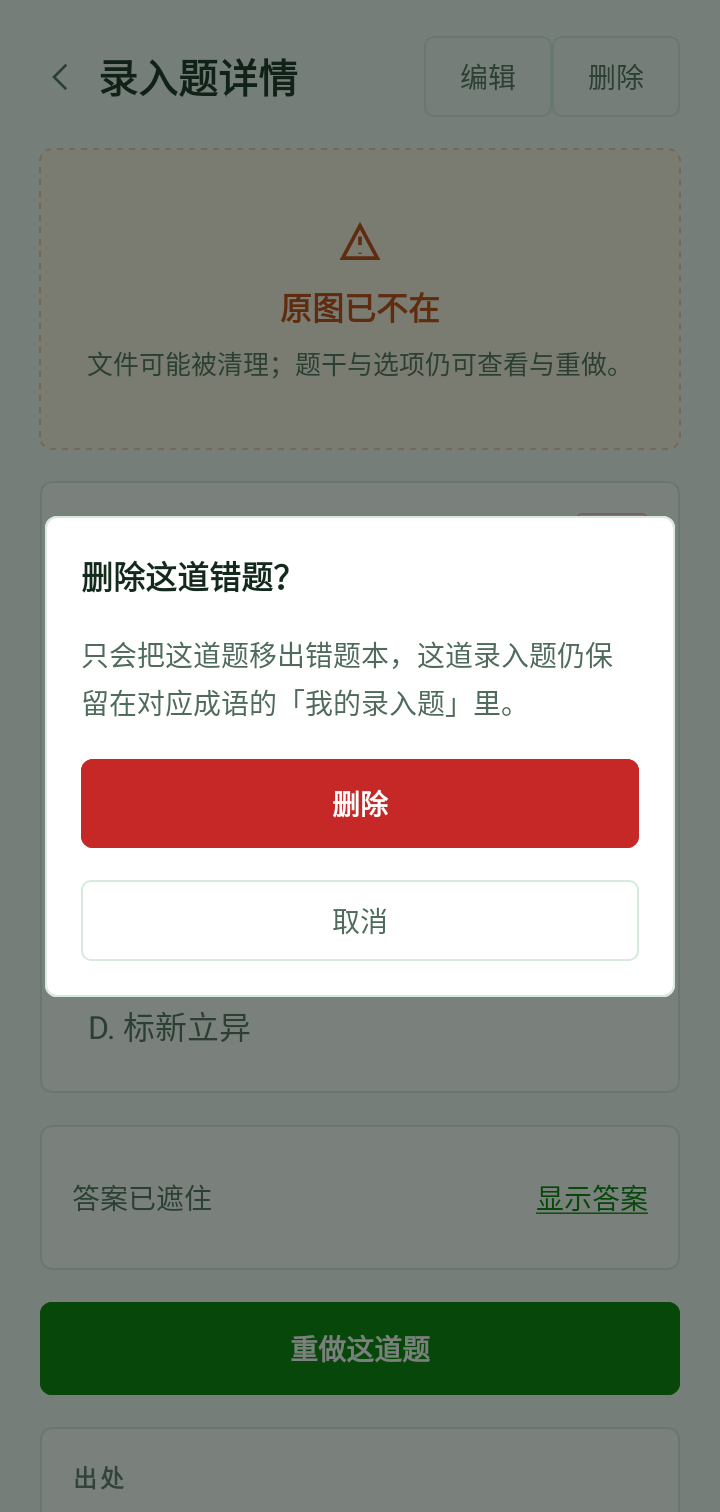 录入题详情
编辑
删除
原图已不在
文件可能被清理；题干与选项仍可查看与重做。
删除这道错题？
只会把这道题移出错题本，这道录入题仍保
留在对应成语的「我的录入题」里。
删除
取消
D. 标新立异
答案已遮住
显示答案
重做这道题
出处